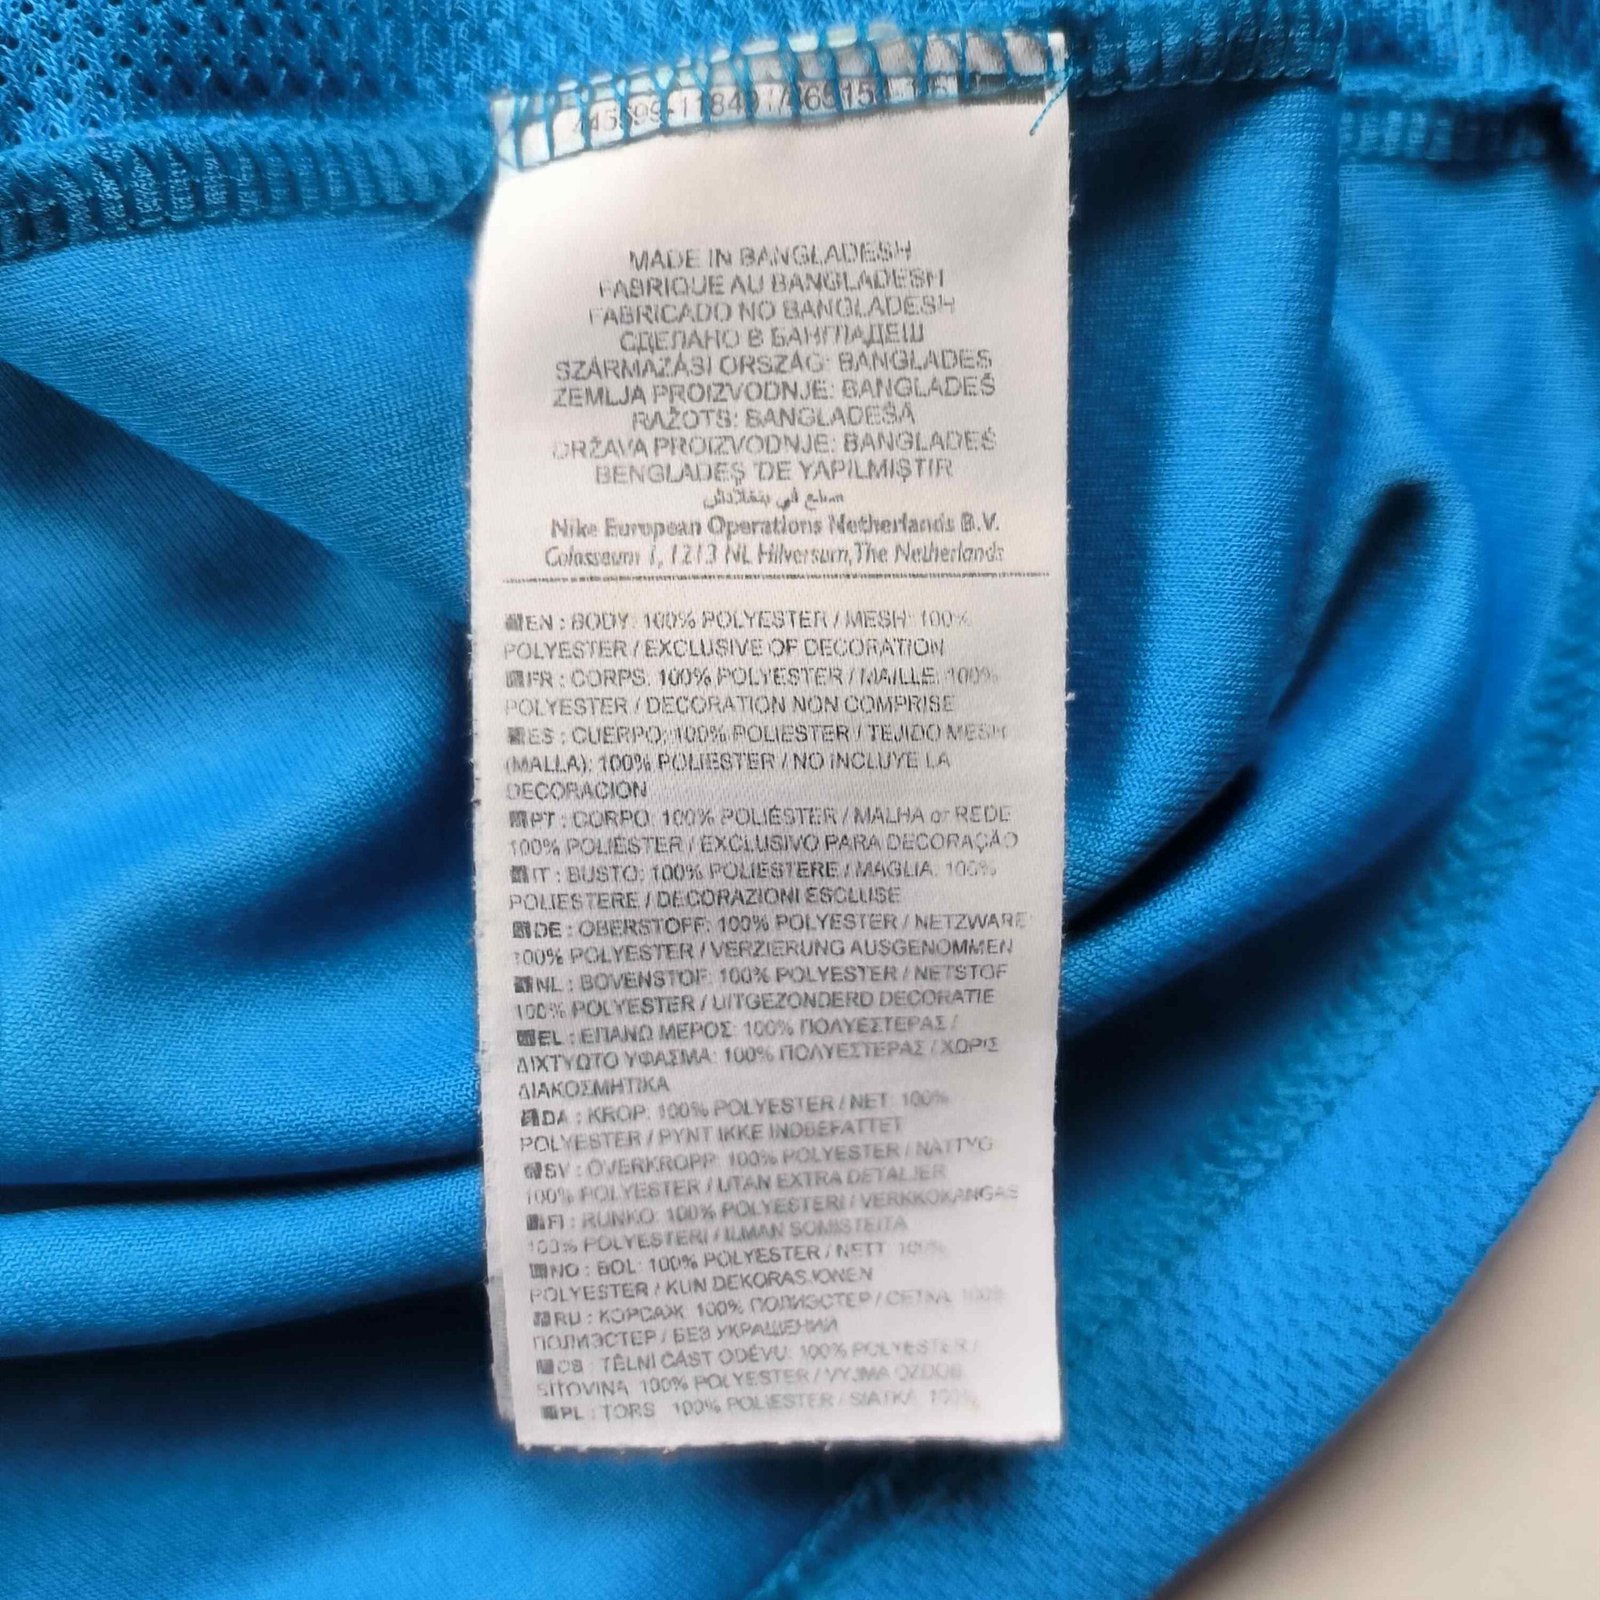 MADE IN BANGLADESH
FABRIQUE AU BANGLADESH
FABRICADO NO BANGLADESH
СДЕЛАНО В БАНГЛАДЕШ
SZÁRMAZÁSI ORSZÁG: BANGLADES
ZEMLJA PROIZVODNJE: BANGLADEŠ
RAŽOTS: BANGLADEŠA
DRŽAVA PROIZVODNJE: BANGLADEŠ
BENGLADEŞ 'DE YAPILMIŞTIR
صنع في بنغلادش
Nike European Operations Netherlands B.V.
Colosseum 1, 1213 NL Hilversum, The Netherlands
EN : BODY: 100% POLYESTER / MESH: 100%
POLYESTER / EXCLUSIVE OF DECORATION
FR : CORPS: 100% POLYESTER / MAILLE: 100%
POLYESTER / DECORATION NON COMPRISE
ES : CUERPO: 100% POLIESTER / TEJIDO MESH
(MALLA): 100% POLIESTER / NO INCLUYE LA
DECORACION
PT : CORPO: 100% POLIÉSTER / MALHA or REDE
100% POLIÉSTER / EXCLUSIVO PARA DECORAÇÃO
IT : BUSTO: 100% POLIESTERE / MAGLIA: 100%
POLIESTERE / DECORAZIONI ESCLUSE
DE : OBERSTOFF: 100% POLYESTER / NETZWARE
100% POLYESTER / VERZIERUNG AUSGENOMMEN
NL : BOVENSTOF: 100% POLYESTER / NETSTOF
100% POLYESTER / UITGEZONDERD DECORATIE
EL : ΕΠΑΝΩ ΜΕΡΟΣ: 100% ΠΟΛΥΕΣΤΕΡΑΣ /
ΔΙΧΤΥΩΤΟ ΥΦΑΣΜΑ: 100% ΠΟΛΥΕΣΤΕΡΑΣ / ΧΩΡΙΣ
ΔΙΑΚΟΣΜΗΤΙΚΑ
DA : KROP: 100% POLYESTER / NET: 100%
POLYESTER / PYNT IKKE INDBEFATTET
SV : OVERKROPP: 100% POLYESTER / NATTYG
100% POLYESTER / UTAN EXTRA DETALJER
FI : RUNKO: 100% POLYESTERI / VERKKOKANGAS
100% POLYESTERI / ILMAN SOMISTEITA
NO : BOL: 100% POLYESTER / NETT: 100%
POLYESTER / KUN DEKORASJONEN
RU : КОРСАЖ: 100% ПОЛИЭСТЕР / СЕТКА: 100%
ПОЛИЭСТЕР / БЕЗ УКРАШЕНИЙ
CS : TĚLNÍ ČÁST ODĚVU: 100% POLYESTER /
SÍŤOVINA: 100% POLYESTER / VYJMA OZDOB
PL : TORS: 100% POLIESTER / SIATKA: 100%